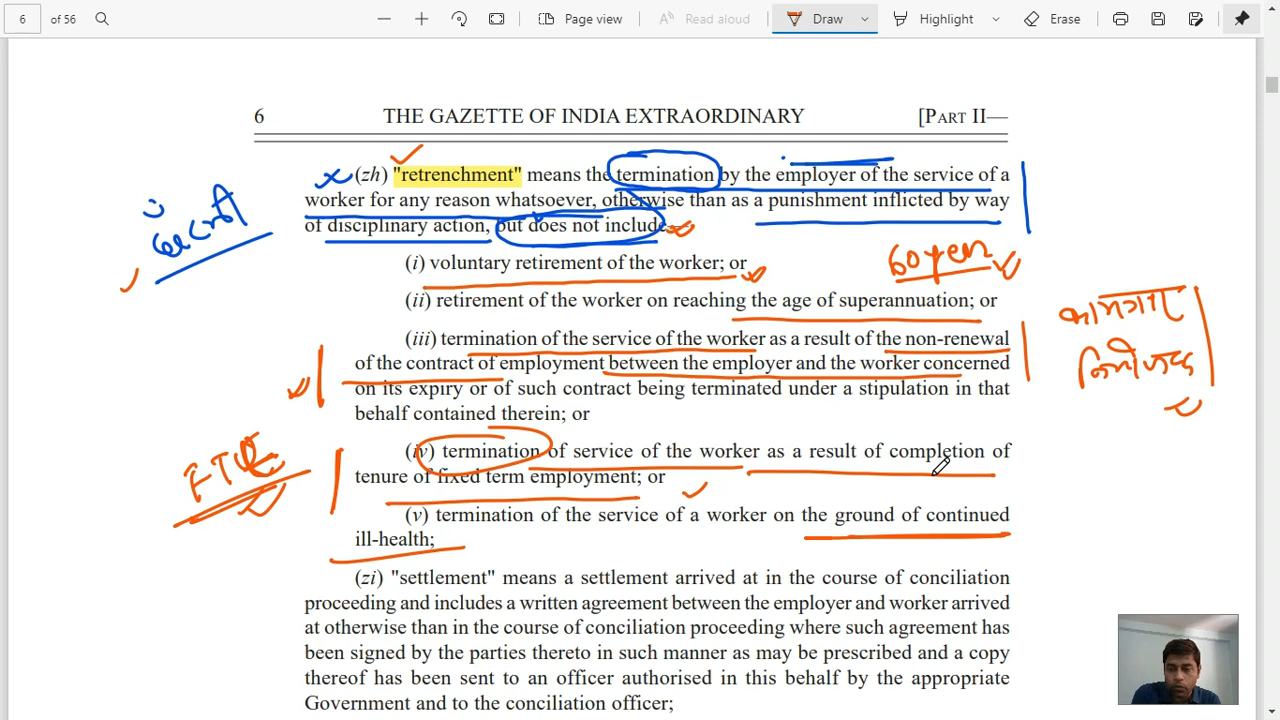 6 of 56 Page view Read aloud Draw Highlight Erase
6 THE GAZETTE OF INDIA EXTRAORDINARY [PART II—
(zh) "retrenchment" means the termination by the employer of the service of a
worker for any reason whatsoever, otherwise than as a punishment inflicted by way
of disciplinary action, but does not include—
60 year
(i) voluntary retirement of the worker; or
(ii) retirement of the worker on reaching the age of superannuation; or
कामगार
(iii) termination of the service of the worker as a result of the non-renewal
of the contract of employment between the employer and the worker concerned
on its expiry or of such contract being terminated under a stipulation in that
behalf contained therein; or
FTE
(iv) termination of service of the worker as a result of completion of
tenure of fixed term employment; or
(v) termination of the service of a worker on the ground of continued
ill-health;
(zi) "settlement" means a settlement arrived at in the course of conciliation
proceeding and includes a written agreement between the employer and worker arrived
at otherwise than in the course of conciliation proceeding where such agreement has
been signed by the parties thereto in such manner as may be prescribed and a copy
thereof has been sent to an officer authorised in this behalf by the appropriate
Government and to the conciliation officer;